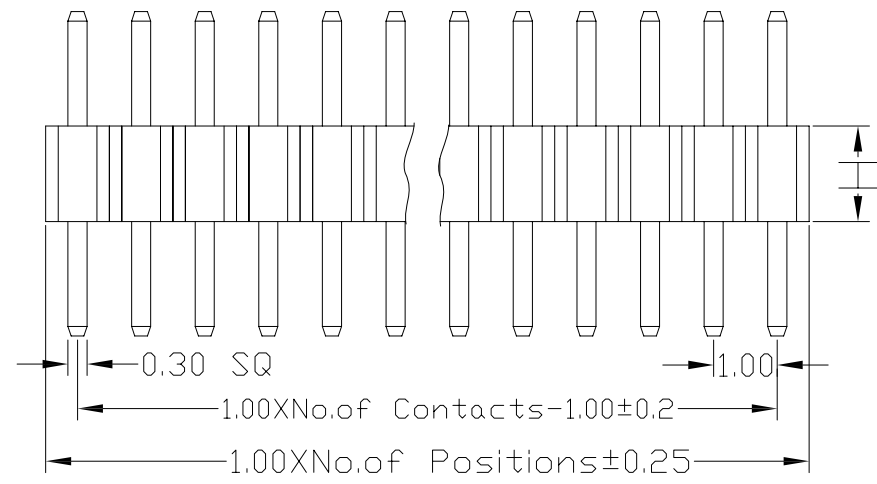 H
0.30 SQ
1.00
1.00XNo.of Contacts-1.00±0.2
1.00XNo.of Positions±0.25